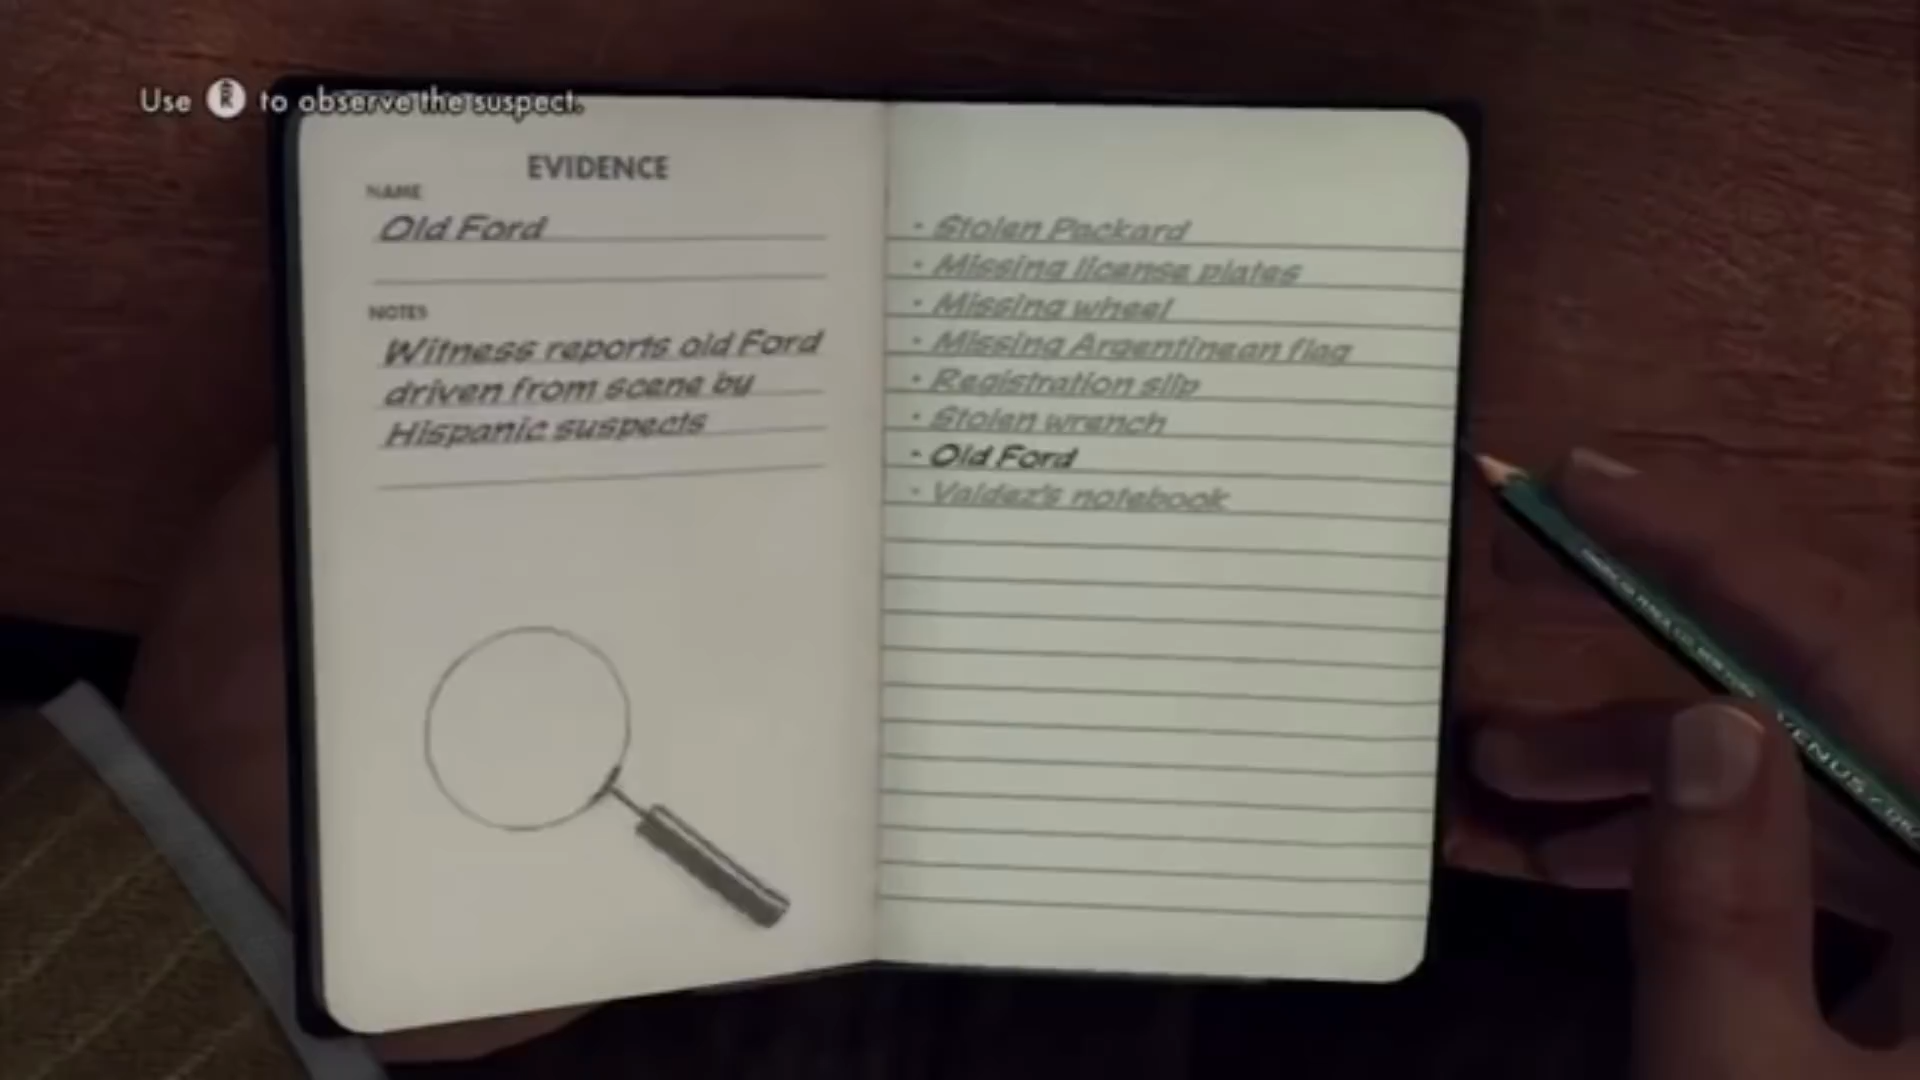 Use R to observe the suspect.
EVIDENCE
NAME
Old Ford
NOTES
Witness reports old Ford
driven from scene by
Hispanic suspects
• Stolen Packard
• Missing license plates
• Missing wheel
• Missing Argentinean flag
• Registration slip
• Stolen wrench
• Old Ford
• Valdez's notebook
VENUS